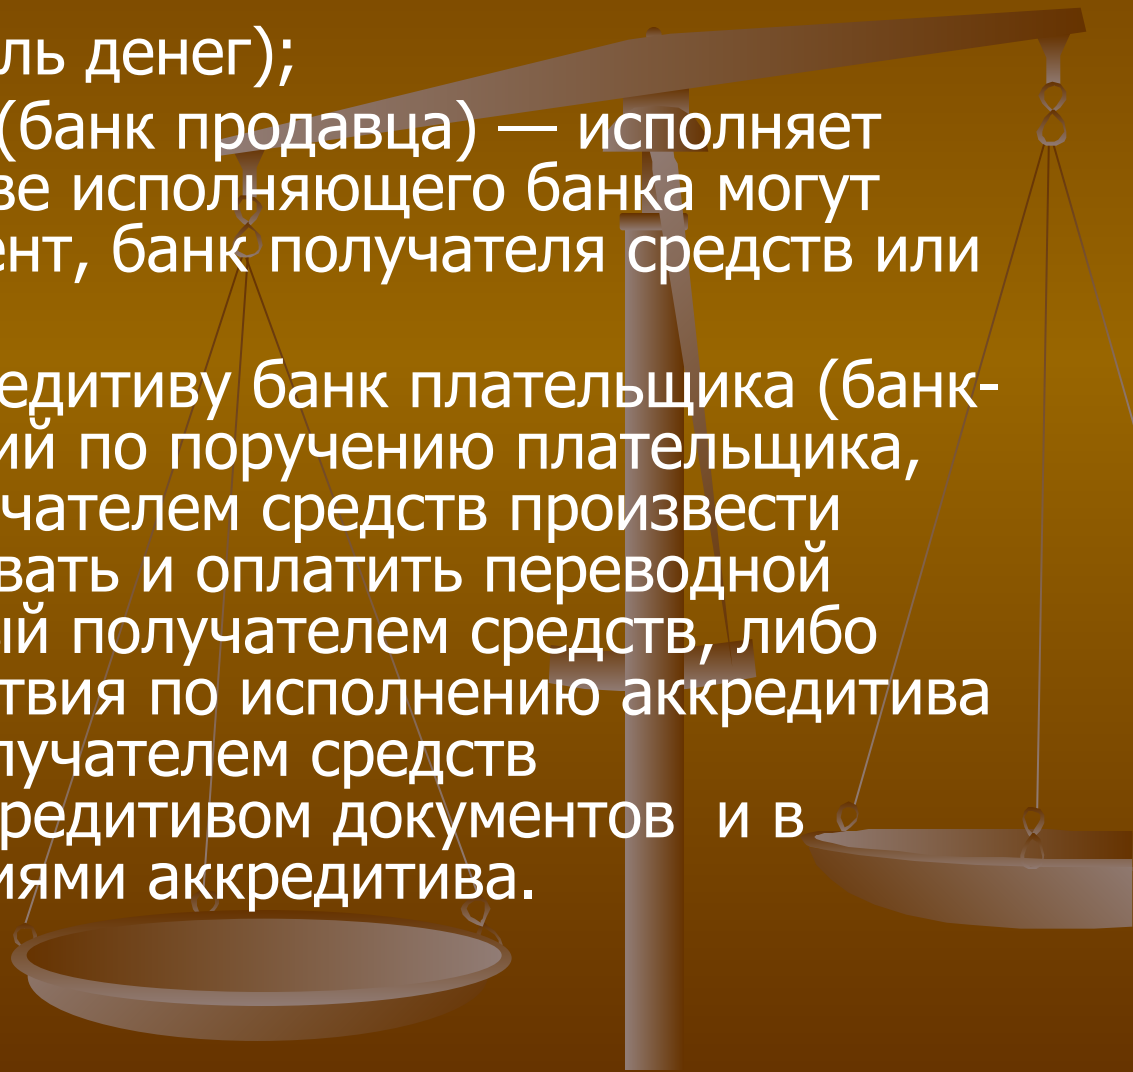 ль денег);
(банк продавца) — исполняет
ве исполняющего банка могут
ент, банк получателя средств или
едитиву банк плательщика (банк-
ий по поручению плательщика,
чателем средств произвести
вать и оплатить переводной
ый получателем средств, либо
твия по исполнению аккредитива
лучателем средств
редитивом документов и в
иями аккредитива.